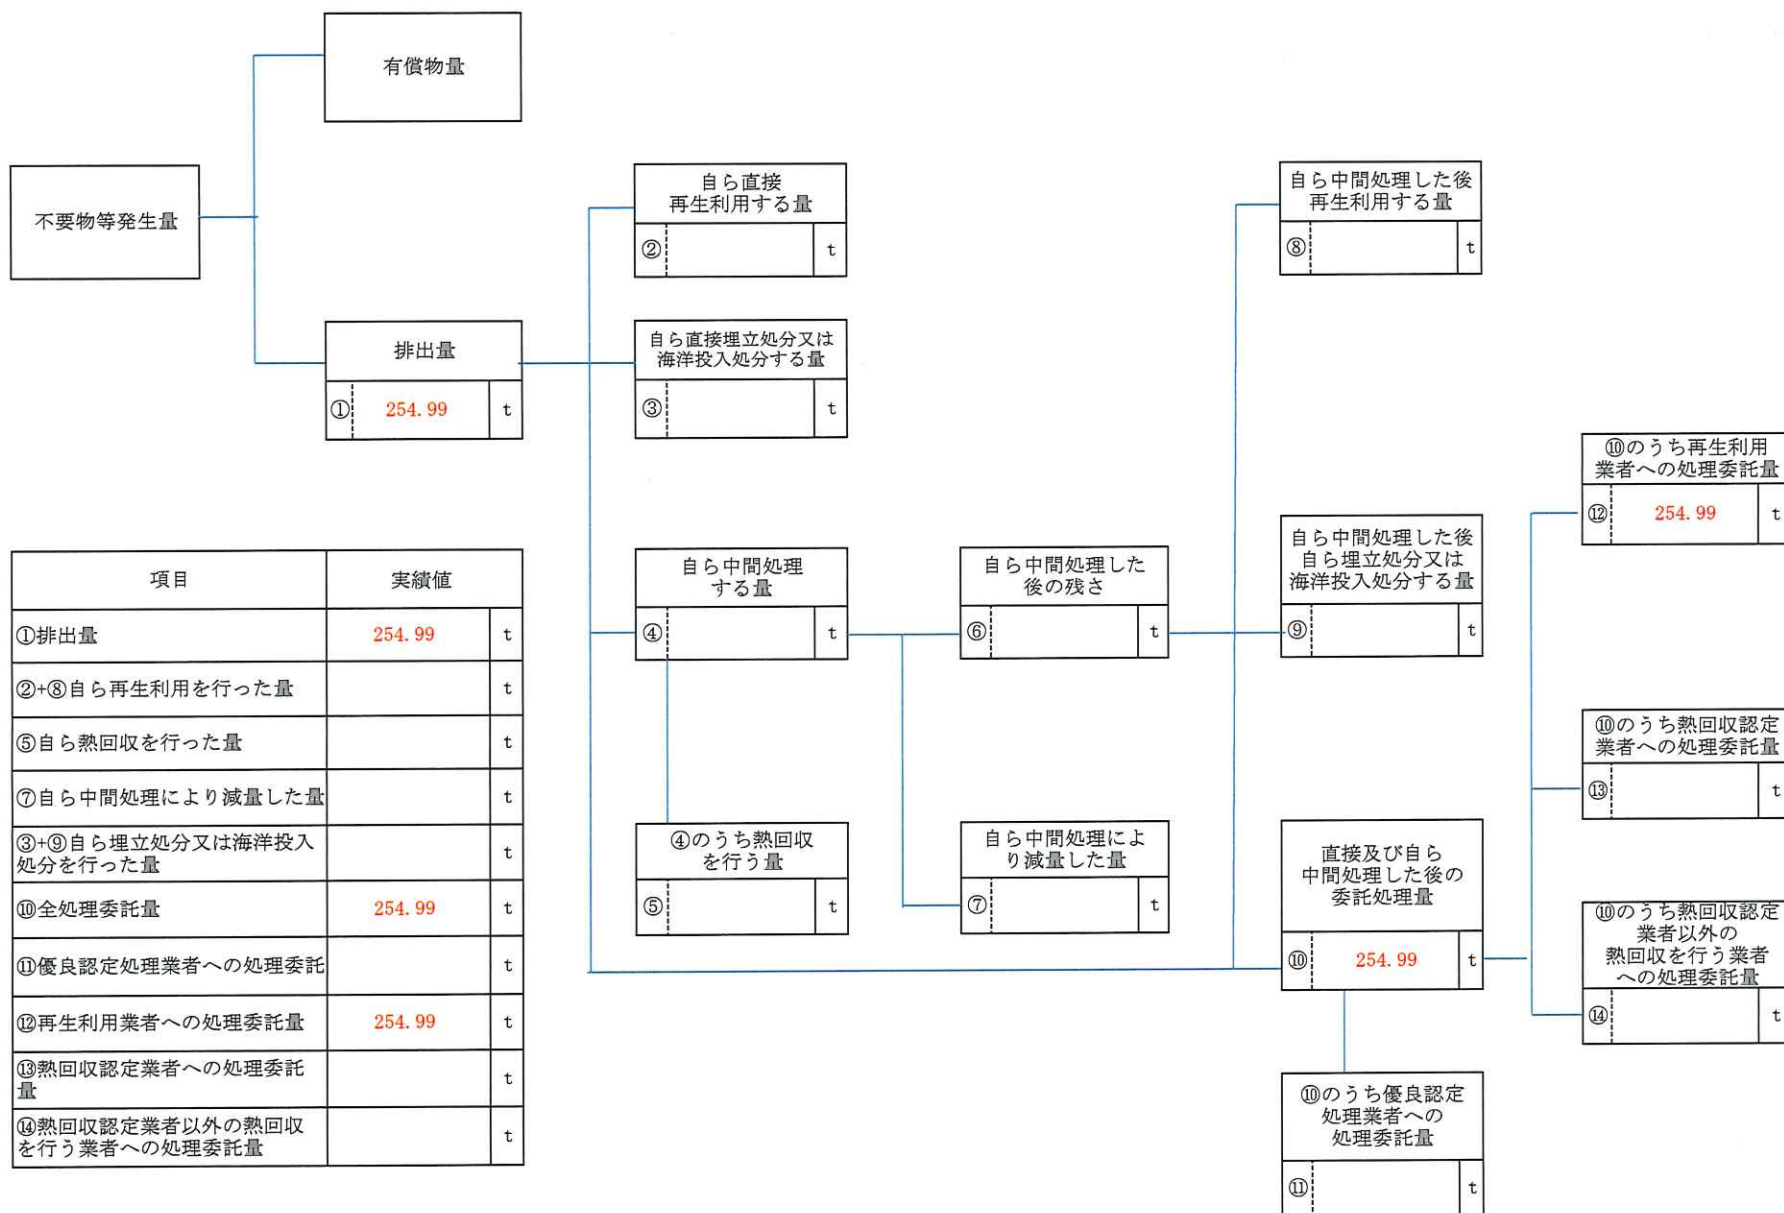 有償物量
不要物等発生量
排出量
① 254.99 t
自ら直接
再生利用する量
② t
自ら直接埋立処分又は
海洋投入処分する量
③ t
自ら中間処理
する量
④ t
④のうち熱回収
を行う量
⑤ t
自ら中間処理した
後の残さ
⑥ t
自ら中間処理によ
り減量した量
⑦ t
自ら中間処理した後
再生利用する量
⑧ t
自ら中間処理した後
自ら埋立処分又は
海洋投入処分する量
⑨ t
直接及び自ら
中間処理した後の
委託処理量
⑩ 254.99 t
⑩のうち優良認定
処理業者への
処理委託量
⑪ t
⑩のうち再生利用
業者への処理委託量
⑫ 254.99 t
⑩のうち熱回収認定
業者への処理委託量
⑬ t
⑩のうち熱回収認定
業者以外の
熱回収を行う業者
への処理委託量
⑭ t
項目 実績値
①排出量 254.99 t
②+⑧自ら再生利用を行った量 t
⑤自ら熱回収を行った量 t
⑦自ら中間処理により減量した量 t
③+⑨自ら埋立処分又は海洋投入
処分を行った量 t
⑩全処理委託量 254.99 t
⑪優良認定処理業者への処理委託 t
⑫再生利用業者への処理委託量 254.99 t
⑬熱回収認定業者への処理委託
量 t
⑭熱回収認定業者以外の熱回収
を行う業者への処理委託量 t